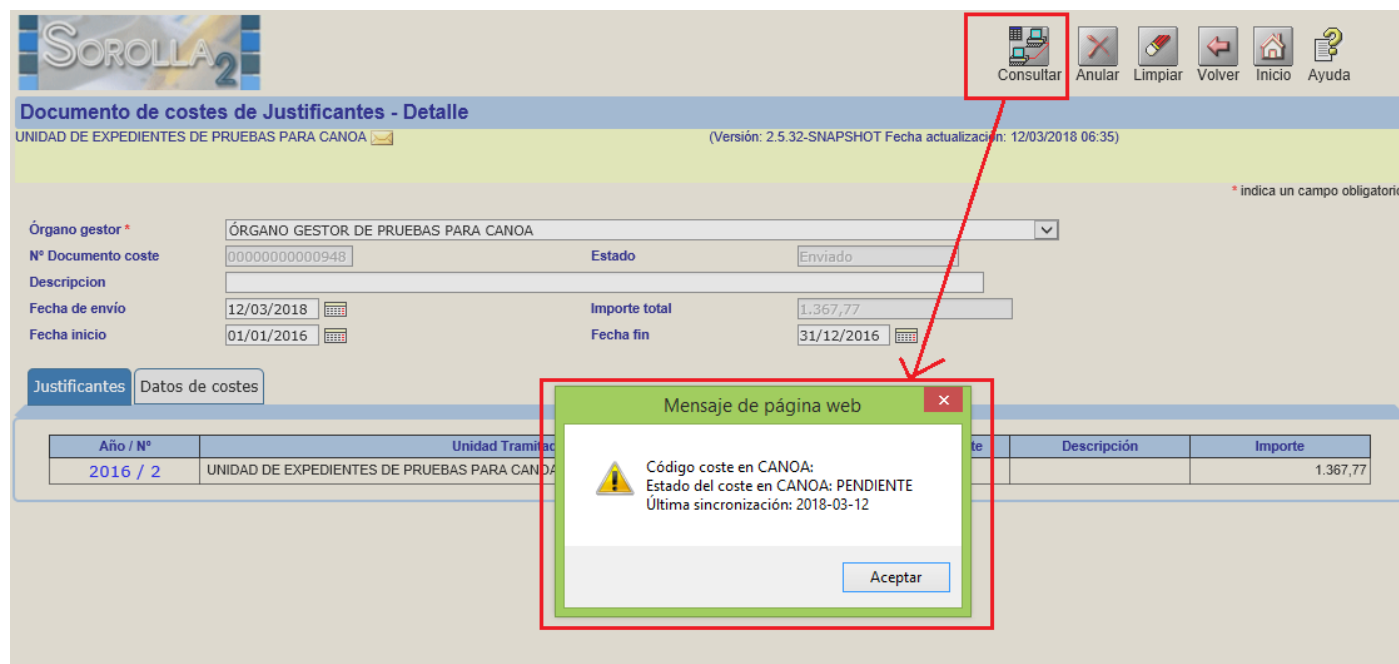 SOROLLA2
Consultar Anular Limpiar Volver Inicio Ayuda
Documento de costes de Justificantes - Detalle
UNIDAD DE EXPEDIENTES DE PRUEBAS PARA CANOA (Versión: 2.5.32-SNAPSHOT Fecha actualización: 12/03/2018 06:35)
* indica un campo obligatorio
Órgano gestor * ÓRGANO GESTOR DE PRUEBAS PARA CANOA
Nº Documento coste 00000000000948 Estado Enviado
Descripcion
Fecha de envío 12/03/2018 Importe total 1.367,77
Fecha inicio 01/01/2016 Fecha fin 31/12/2016
Justificantes Datos de costes
Año / Nº Unidad Descripción Importe
2016 / 2 UNIDAD DE EXPEDIENTES DE PRUEBAS PARA CANOA 1.367,77
Mensaje de página web
Código coste en CANOA:
Estado del coste en CANOA: PENDIENTE
Última sincronización: 2018-03-12
Aceptar